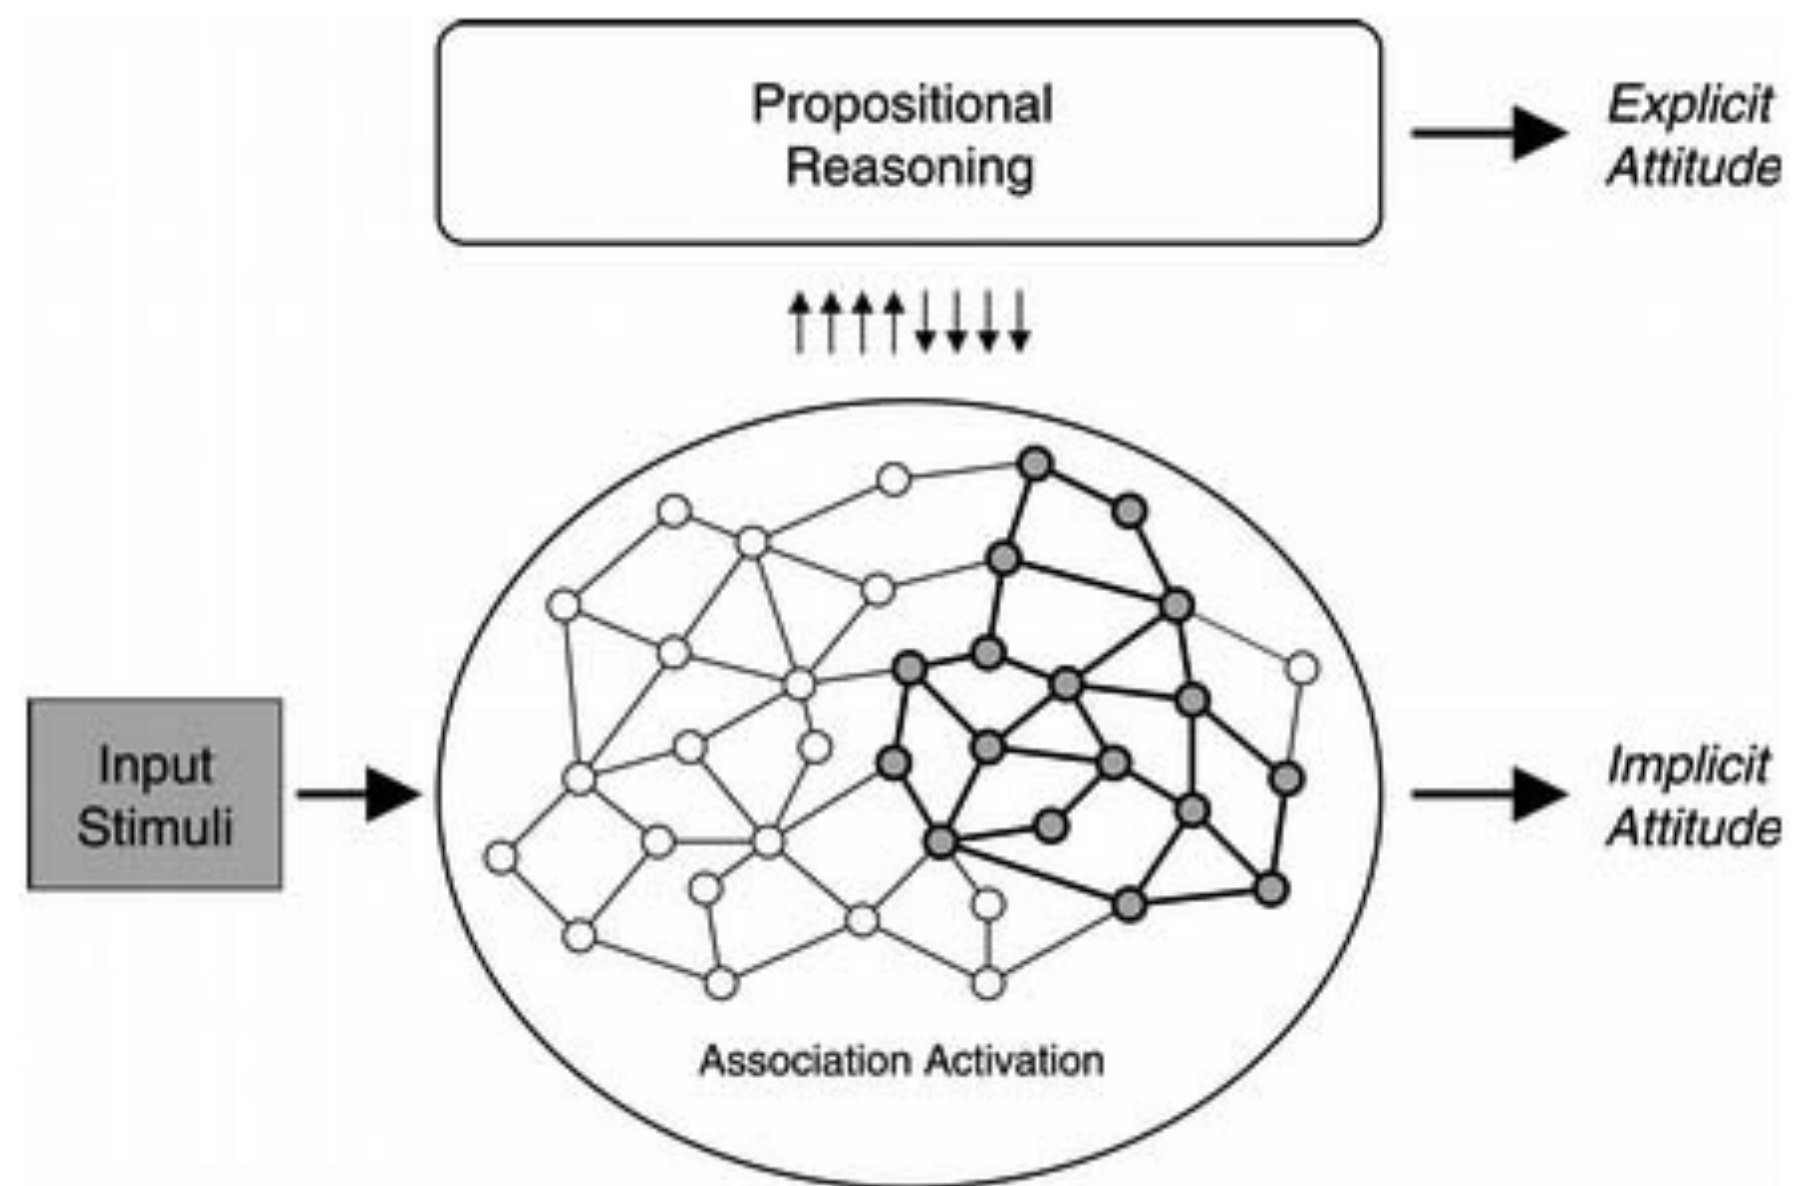 Propositional
Reasoning
Explicit
Attitude
Input
Stimuli
Implicit
Attitude
Association Activation